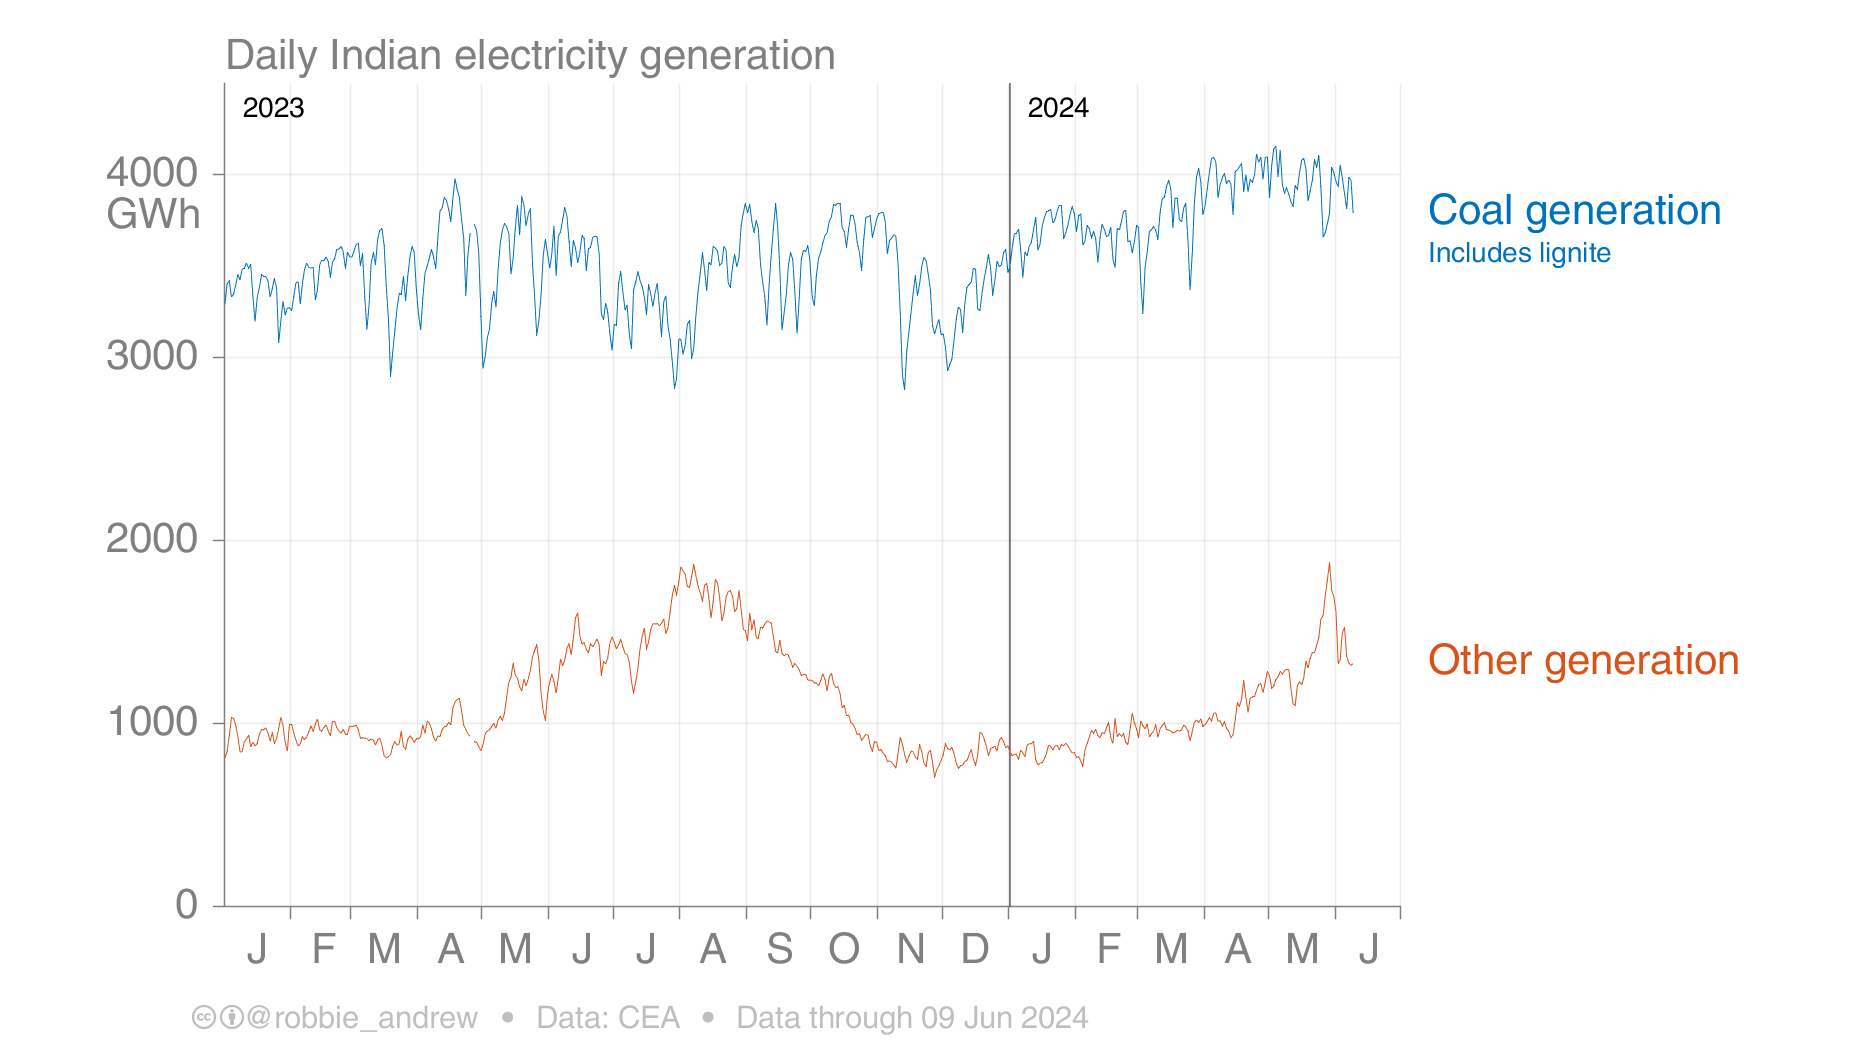 Daily Indian electricity generation
2023
2024
4000
GWh
3000
2000
1000
0
Coal generation
Includes lignite
Other generation
J F M A M J J A S O N D J F M A M J
@robbie_andrew • Data: CEA • Data through 09 Jun 2024